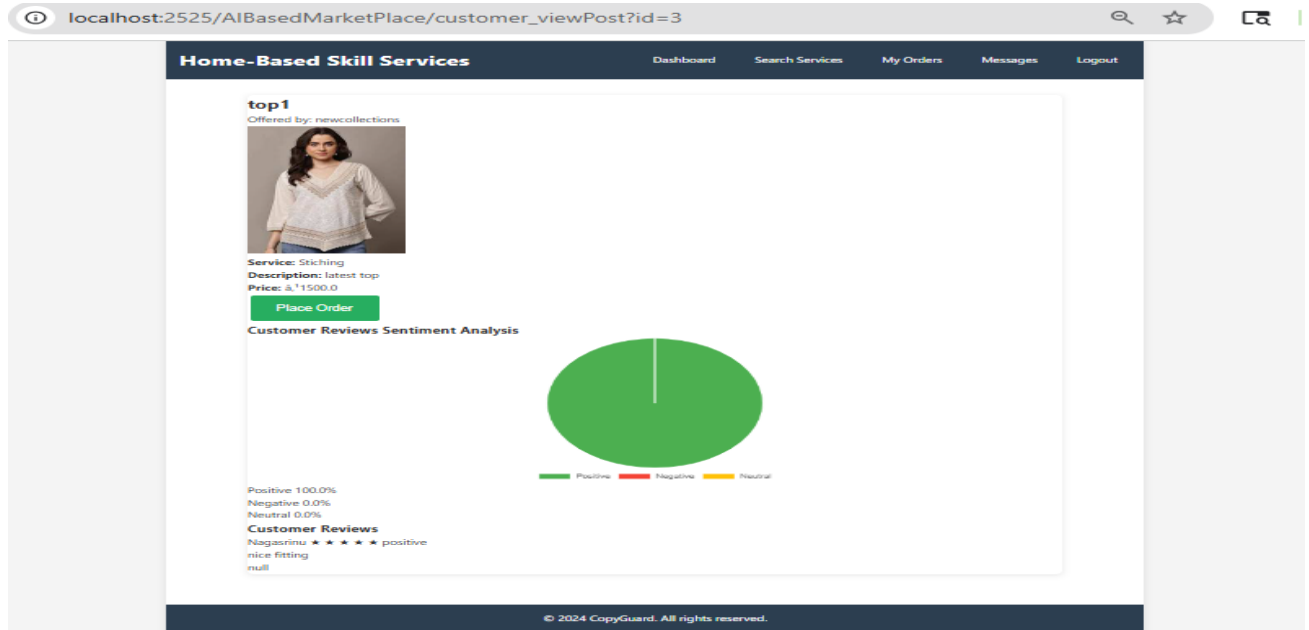 localhost:2525/AIBasedMarketPlace/customer_viewPost?id=3
Home-Based Skill Services Dashboard Search Services My Orders Messages Logout
top1
Offered by: newcollections
Service: Stiching
Description: latest top
Price: â‚¹1500.0
Place Order
Customer Reviews Sentiment Analysis
Positive Negative Neutral
Positive 100.0%
Negative 0.0%
Neutral 0.0%
Customer Reviews
Nagasrinu ★ ★ ★ ★ ★ positive
nice fitting
null
© 2024 CopyGuard. All rights reserved.